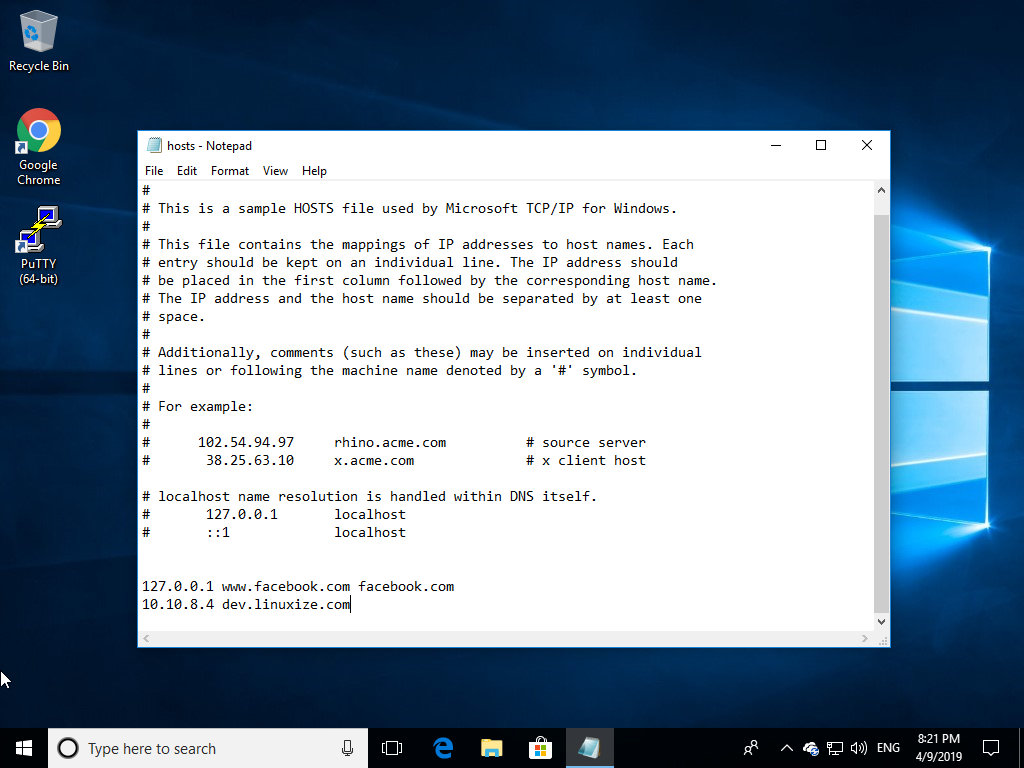 Recycle Bin
Google
Chrome
PuTTY
(64-bit)
hosts - Notepad
File Edit Format View Help
#
# This is a sample HOSTS file used by Microsoft TCP/IP for Windows.
#
# This file contains the mappings of IP addresses to host names. Each
# entry should be kept on an individual line. The IP address should
# be placed in the first column followed by the corresponding host name.
# The IP address and the host name should be separated by at least one
# space.
#
# Additionally, comments (such as these) may be inserted on individual
# lines or following the machine name denoted by a '#' symbol.
#
# For example:
#
#      102.54.94.97     rhino.acme.com          # source server
#       38.25.63.10     x.acme.com              # x client host
# localhost name resolution is handled within DNS itself.
#       127.0.0.1       localhost
#       ::1             localhost
127.0.0.1 www.facebook.com facebook.com
10.10.8.4 dev.linuxize.com
Type here to search
ENG
8:21 PM
4/9/2019